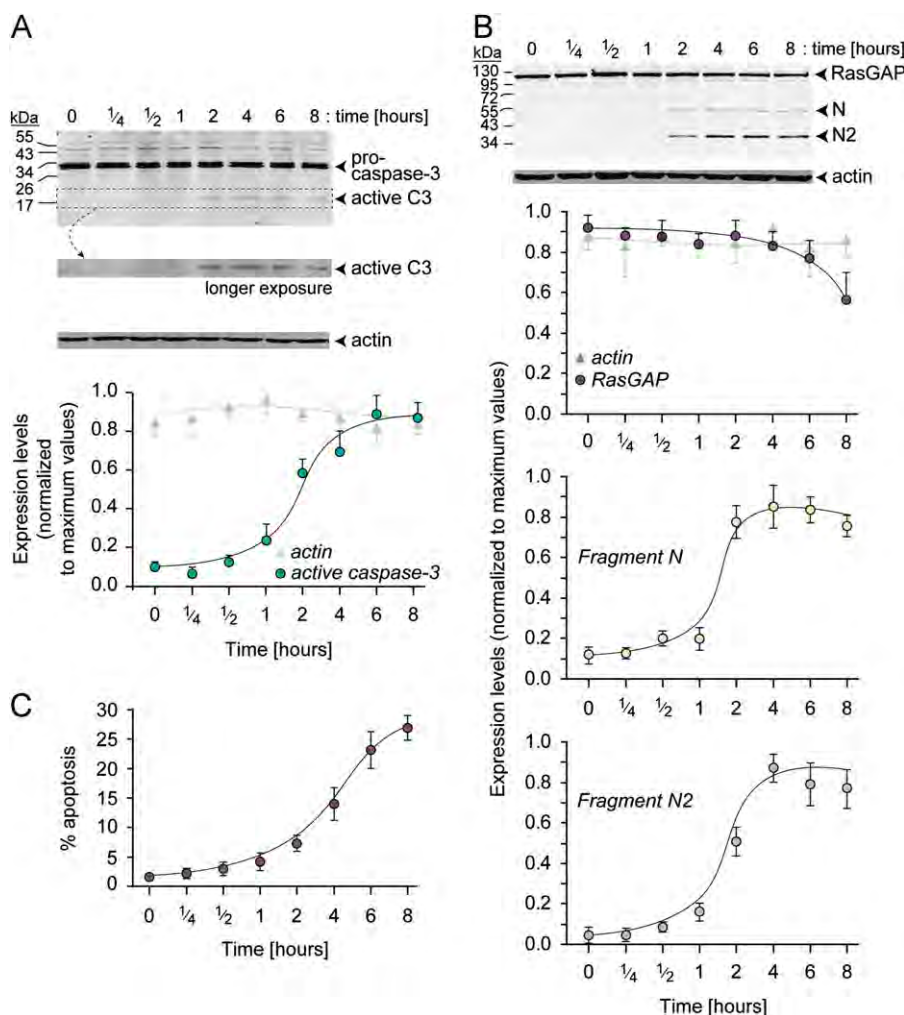 A
kDa
0 ¼ ½ 1 2 4 6 8 : time [hours]
55
43
34
26
17
pro-
caspase-3
active C3
active C3
longer exposure
actin
Expression levels
(normalized
to maximum values)
1.0
0.8
0.6
0.4
0.2
0.0
actin
active caspase-3
0 ¼ ½ 1 2 4 6 8
Time [hours]
C
% apoptosis
30
25
20
15
10
5
0
0 ¼ ½ 1 2 4 6 8
Time [hours]
B
kDa
0 ¼ ½ 1 2 4 6 8 : time [hours]
130
95
72
55
43
34
RasGAP
N
N2
actin
Expression levels (normalized to maximum values)
1.0
0.8
0.6
0.4
0.2
0.0
actin
RasGAP
0 ¼ ½ 1 2 4 6 8
1.0
0.8
0.6
0.4
0.2
0.0
Fragment N
0 ¼ ½ 1 2 4 6 8
1.0
0.8
0.6
0.4
0.2
0.0
Fragment N2
0 ¼ ½ 1 2 4 6 8
Time [hours]